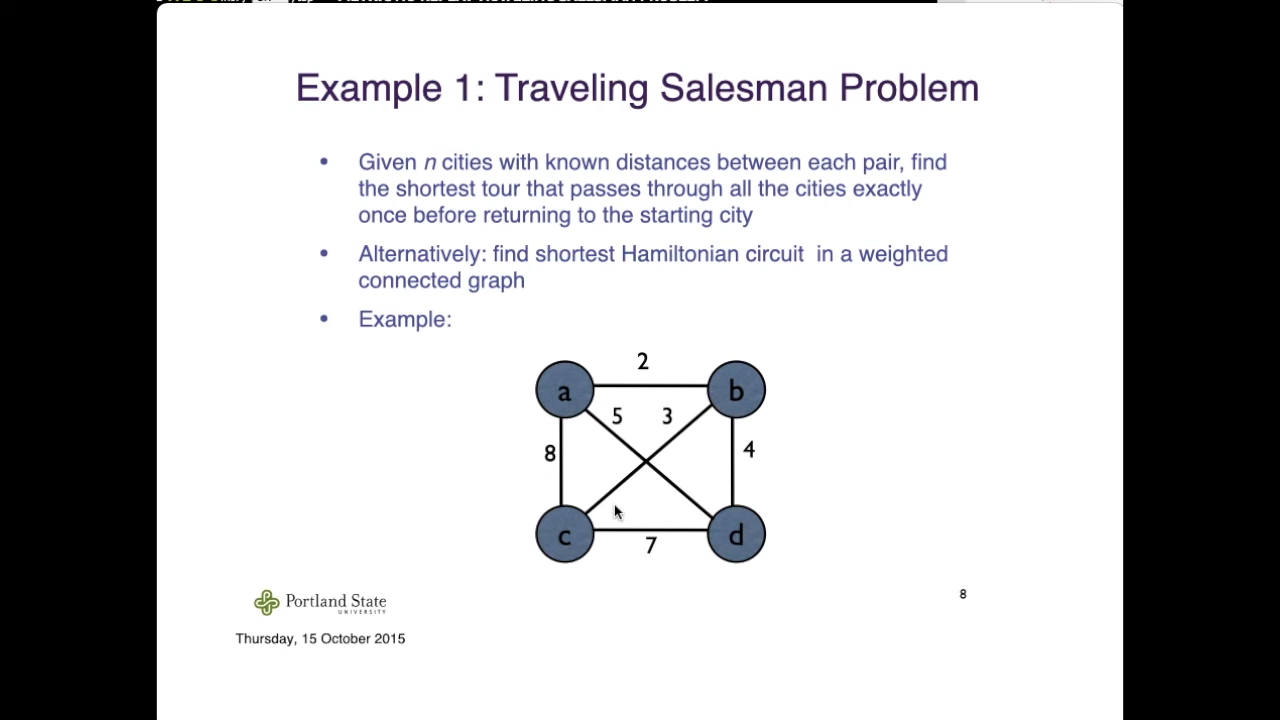 Example 1: Traveling Salesman Problem
• Given n cities with known distances between each pair, find
the shortest tour that passes through all the cities exactly
once before returning to the starting city
• Alternatively: find shortest Hamiltonian circuit in a weighted
connected graph
• Example:
2
a b
5 3
8 4
c d
7
Portland State
UNIVERSITY
8
Thursday, 15 October 2015